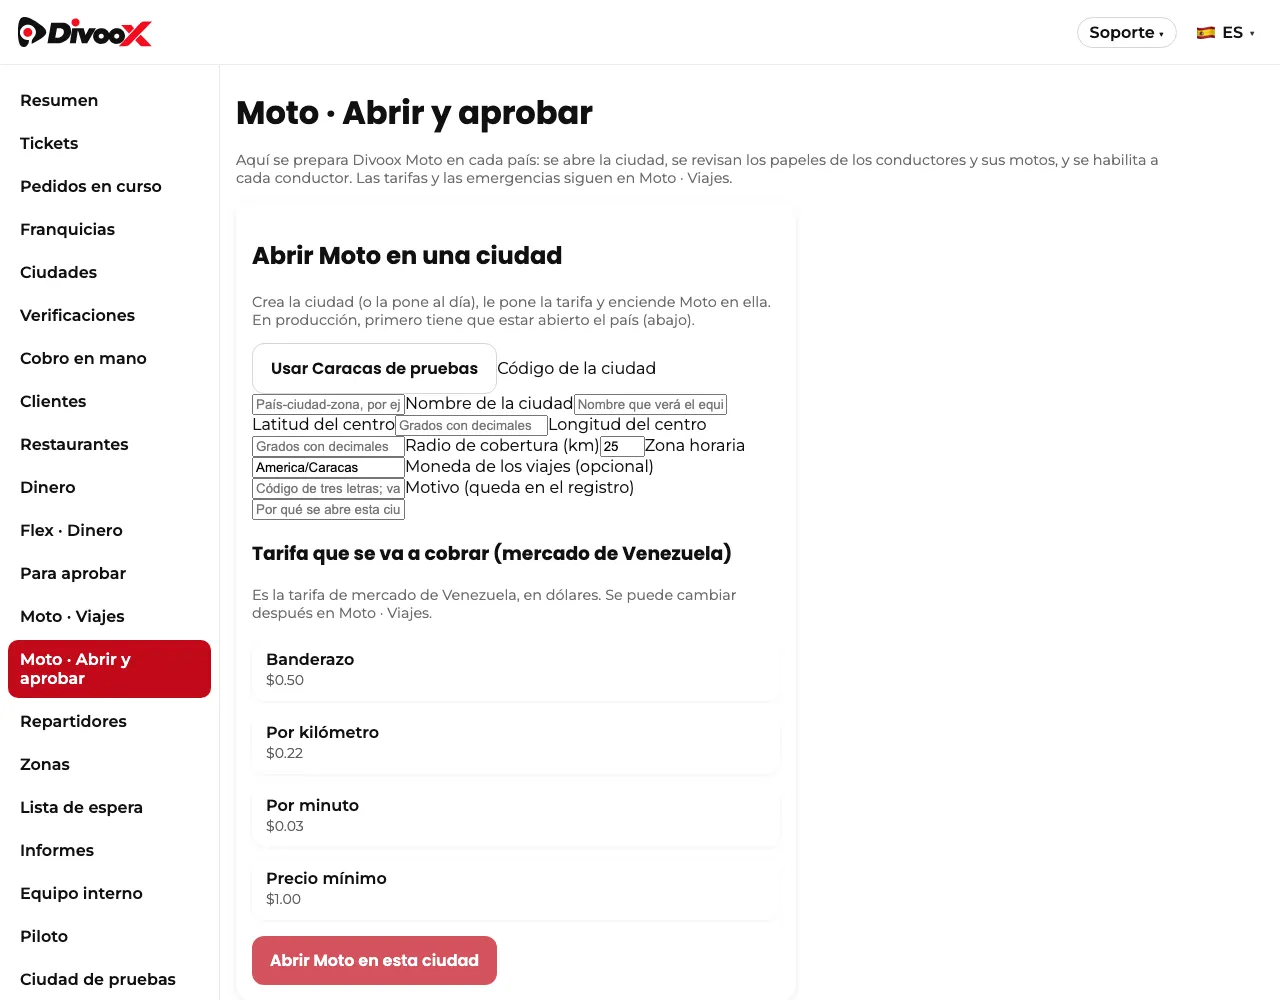 DivooX
Soporte ▾
🇪🇸 ES ▾
Resumen
Tickets
Pedidos en curso
Franquicias
Ciudades
Verificaciones
Cobro en mano
Clientes
Restaurantes
Dinero
Flex · Dinero
Para aprobar
Moto · Viajes
Moto · Abrir y
aprobar
Repartidores
Zonas
Lista de espera
Informes
Equipo interno
Piloto
Ciudad de pruebas
Moto · Abrir y aprobar
Aquí se prepara Divoox Moto en cada país: se abre la ciudad, se revisan los papeles de los conductores y sus motos, y se habilita a
cada conductor. Las tarifas y las emergencias siguen en Moto · Viajes.
Abrir Moto en una ciudad
Crea la ciudad (o la pone al día), le pone la tarifa y enciende Moto en ella.
En producción, primero tiene que estar abierto el país (abajo).
Usar Caracas de pruebas Código de la ciudad
País-ciudad-zona, por ej Nombre de la ciudad Nombre que verá el equi
Latitud del centro Grados con decimales Longitud del centro
Grados con decimales Radio de cobertura (km) 25 Zona horaria
America/Caracas Moneda de los viajes (opcional)
Código de tres letras; va Motivo (queda en el registro)
Por qué se abre esta ciu
Tarifa que se va a cobrar (mercado de Venezuela)
Es la tarifa de mercado de Venezuela, en dólares. Se puede cambiar
después en Moto · Viajes.
Banderazo
$0.50
Por kilómetro
$0.22
Por minuto
$0.03
Precio mínimo
$1.00
Abrir Moto en esta ciudad